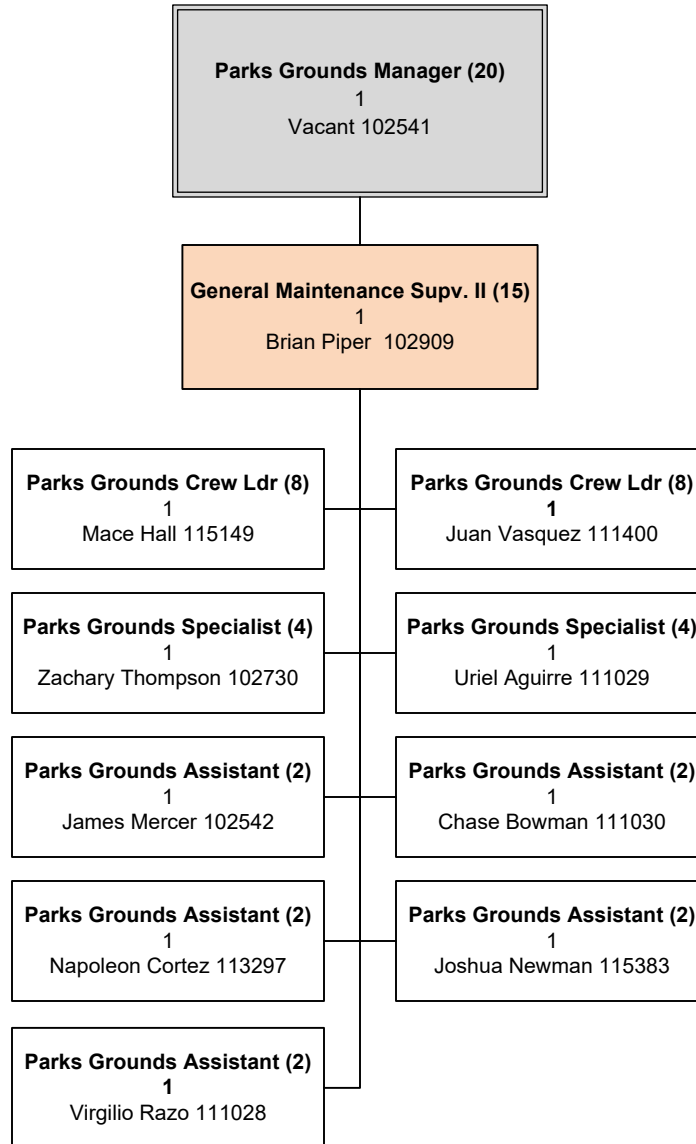 Parks Grounds Manager (20)
1
Vacant 102541
General Maintenance Supv. II (15)
1
Brian Piper 102909
Parks Grounds Crew Ldr (8)
1
Mace Hall 115149
Parks Grounds Crew Ldr (8)
1
Juan Vasquez 111400
Parks Grounds Specialist (4)
1
Zachary Thompson 102730
Parks Grounds Specialist (4)
1
Uriel Aguirre 111029
Parks Grounds Assistant (2)
1
James Mercer 102542
Parks Grounds Assistant (2)
1
Chase Bowman 111030
Parks Grounds Assistant (2)
1
Napoleon Cortez 113297
Parks Grounds Assistant (2)
1
Joshua Newman 115383
Parks Grounds Assistant (2)
1
Virgilio Razo 111028